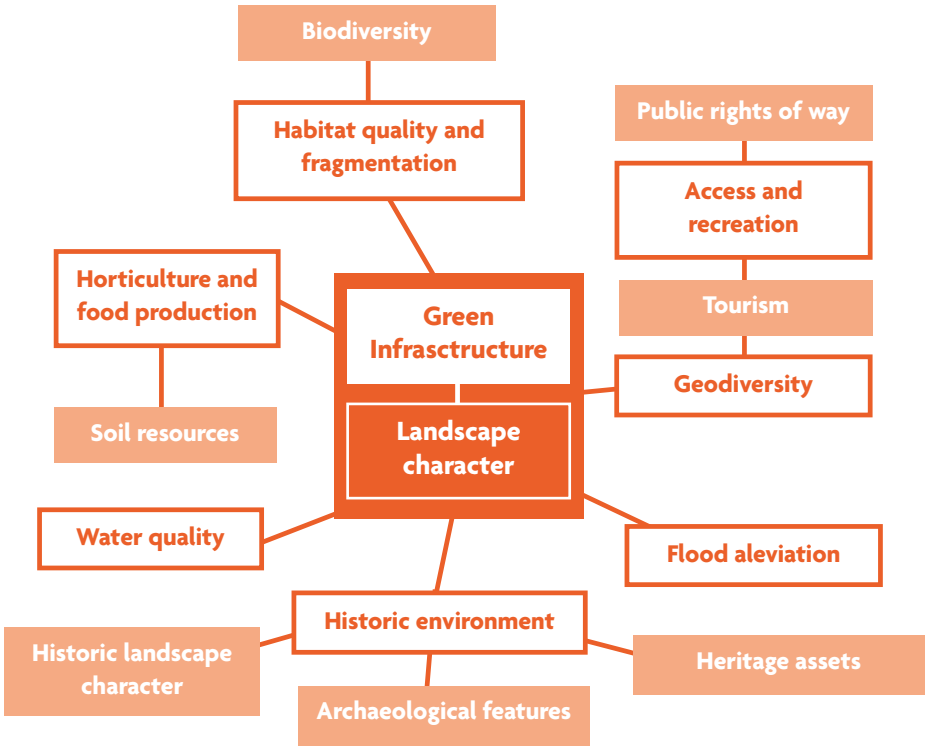 Biodiversity
Habitat quality and
fragmentation
Public rights of way
Access and
recreation
Tourism
Geodiversity
Horticulture and
food production
Soil resources
Green
Infrasctructure
Landscape
character
Water quality
Flood aleviation
Historic environment
Historic landscape
character
Archaeological features
Heritage assets